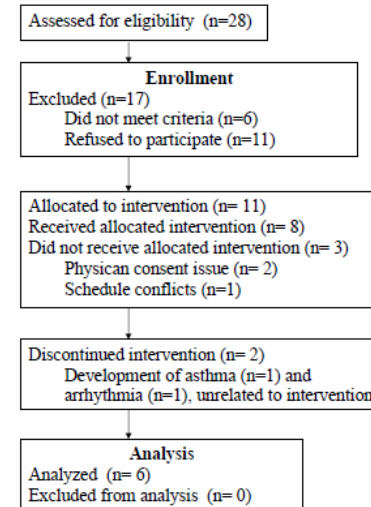 Assessed for eligibility (n=28)
Enrollment
Excluded (n=17)
Did not meet criteria (n=6)
Refused to participate (n=11)
Allocated to intervention (n= 11)
Received allocated intervention (n= 8)
Did not receive allocated intervention (n= 3)
Physican consent issue (n= 2)
Schedule conflicts (n=1)
Discontinued intervention (n= 2)
Development of asthma (n=1) and
arrhythmia (n=1), unrelated to intervention
Analysis
Analyzed (n= 6)
Excluded from analysis (n= 0)